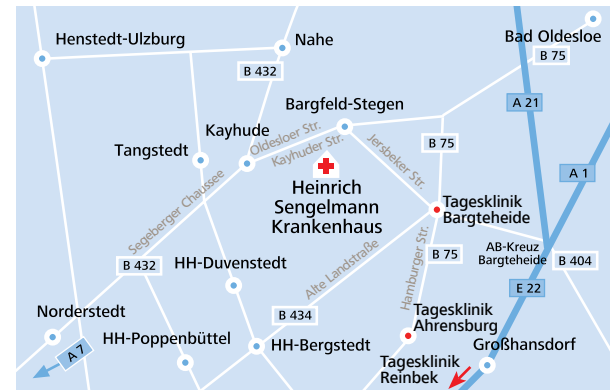 Bad Oldesloe
Henstedt-Ulzburg
Nahe
B 75
B 432
A 21
Bargfeld-Stegen
Kayhude
Oldesloer Str.
Kayhuder Str.
Jersbeker Str.
B 75
Tangstedt
A 1
Heinrich
Sengelmann
Krankenhaus
Tagesklinik
Bargteheide
Segeberger Chaussee
AB-Kreuz
Bargteheide
B 75
B 404
B 432
HH-Duvenstedt
Alte Landstraße
Hamburger Str.
E 22
Norderstedt
B 434
Tagesklinik
Ahrensburg
HH-Poppenbüttel
HH-Bergstedt
Großhansdorf
A 7
Tagesklinik
Reinbek